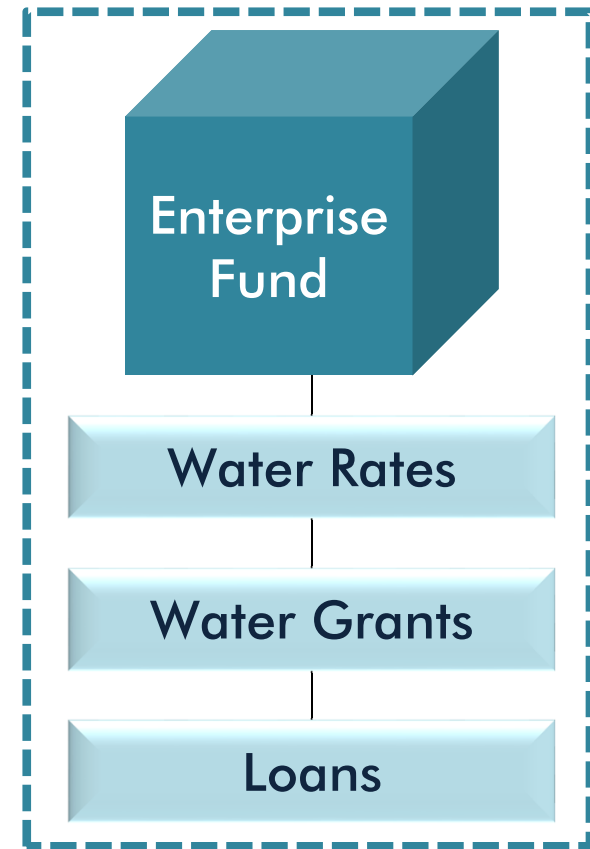 Enterprise
Fund
Water Rates
Water Grants
Loans